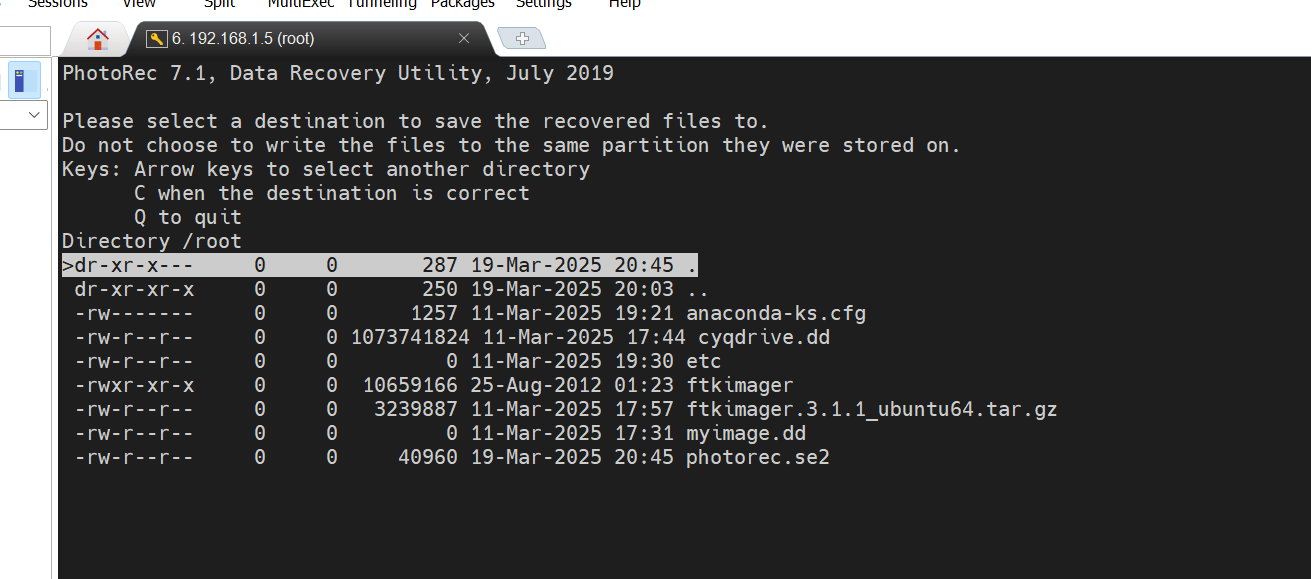 Sessions View Split MultiExec Tunneling Packages Settings Help
6. 192.168.1.5 (root)
PhotoRec 7.1, Data Recovery Utility, July 2019
Please select a destination to save the recovered files to.
Do not choose to write the files to the same partition they were stored on.
Keys: Arrow keys to select another directory
C when the destination is correct
Q to quit
Directory /root
>dr-xr-x--- 0 0 287 19-Mar-2025 20:45 .
dr-xr-xr-x 0 0 250 19-Mar-2025 20:03 ..
-rw------- 0 0 1257 11-Mar-2025 19:21 anaconda-ks.cfg
-rw-r--r-- 0 0 1073741824 11-Mar-2025 17:44 cyqdrive.dd
-rw-r--r-- 0 0 0 11-Mar-2025 19:30 etc
-rwxr-xr-x 0 0 10659166 25-Aug-2012 01:23 ftkimager
-rw-r--r-- 0 0 3239887 11-Mar-2025 17:57 ftkimager.3.1.1_ubuntu64.tar.gz
-rw-r--r-- 0 0 0 11-Mar-2025 17:31 myimage.dd
-rw-r--r-- 0 0 40960 19-Mar-2025 20:45 photorec.se2